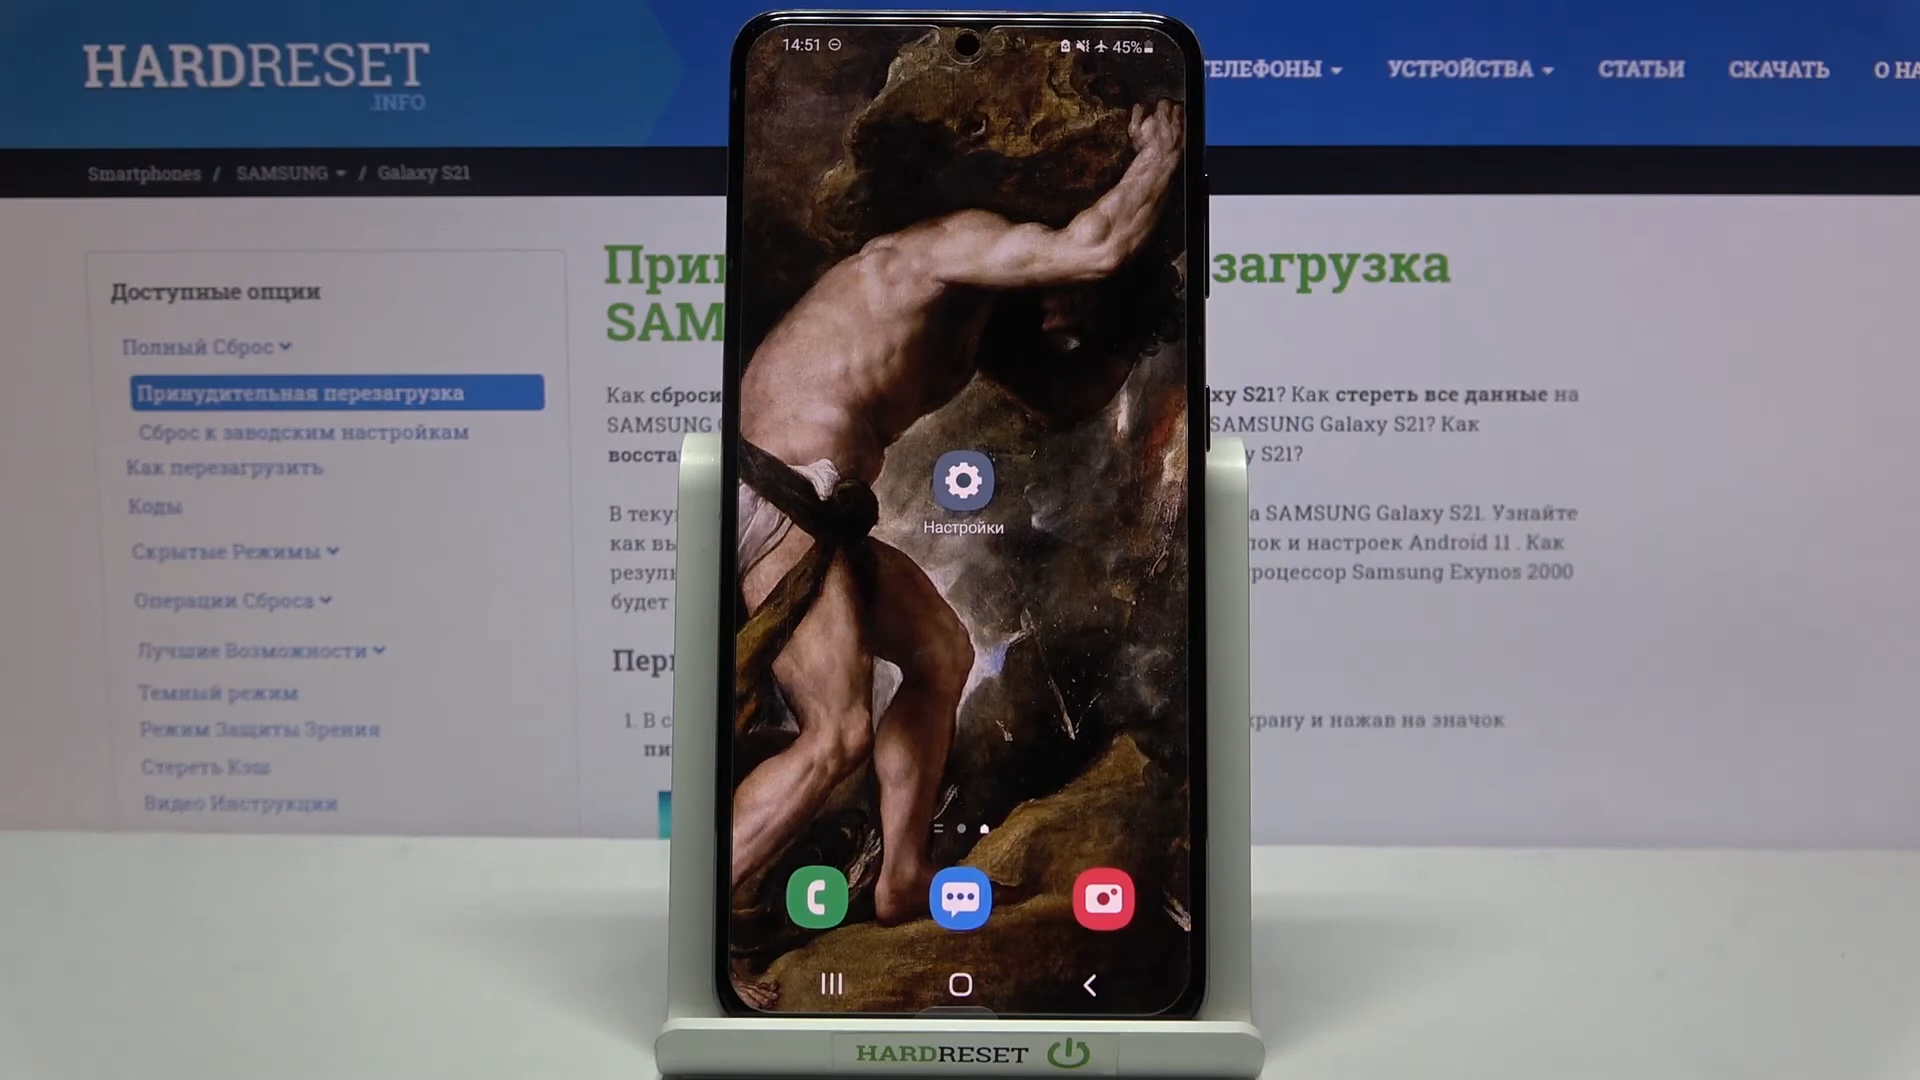 HARDRESET
.INFO
ТЕЛЕФОНЫ УСТРОЙСТВА СТАТЬИ СКАЧАТЬ О НА
Smartphones / SAMSUNG / Galaxy S21
14:51 45%
Доступные опции
Полный Сброс
Принудительная перезагрузка
Сброс к заводским настройкам
Как перезагрузить
Коды
Скрытые Режимы
Операции Сброса
Лучшие Возможности
Темный режим
Режим Защиты Зрения
Стереть Кэш
Видео Инструкции
При загрузка
SAM
Как сброси xy S21? Как стереть все данные на
SAMSUNG SAMSUNG Galaxy S21? Как
восста y S21?
В теку а SAMSUNG Galaxy S21. Узнайте
как вы ок и настроек Android 11 . Как
резуль роцессор Samsung Exynos 2000
будет
Пер
1. В с крану и нажав на значок
пи
Настройки
HARDRESET